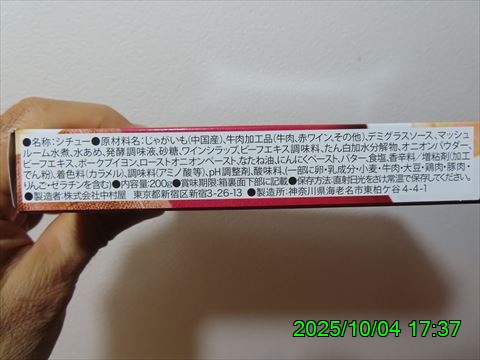 ●名称:シチュー●原材料名:じゃがいも(中国産)、牛肉加工品(牛肉、赤ワイン、その他)、デミグラスソース、マッシュ
ルーム水煮、水あめ、発酵調味液、砂糖、ワインシラップ、ビーフエキス調味料、たん白加水分解物、オニオンパウダー、
ビーフエキス、ポークブイヨン、ローストオニオンペースト、なたね油、にんにくペースト、バター、食塩、香辛料/増粘剤(加工
でん粉)、着色料(カラメル)、調味料(アミノ酸等)、pH調整剤、酸味料、(一部に卵・乳成分・小麦・牛肉・大豆・鶏肉・豚肉・
りんご・ゼラチンを含む)●内容量:200g●賞味期限:箱裏面下部に記載●保存方法:直射日光をさけ常温で保存してください。
●製造者:株式会社中村屋 東京都新宿区新宿3-26-13 ●製造所:神奈川県海老名市東柏ケ谷4-4-1
2025/10/04 17:37